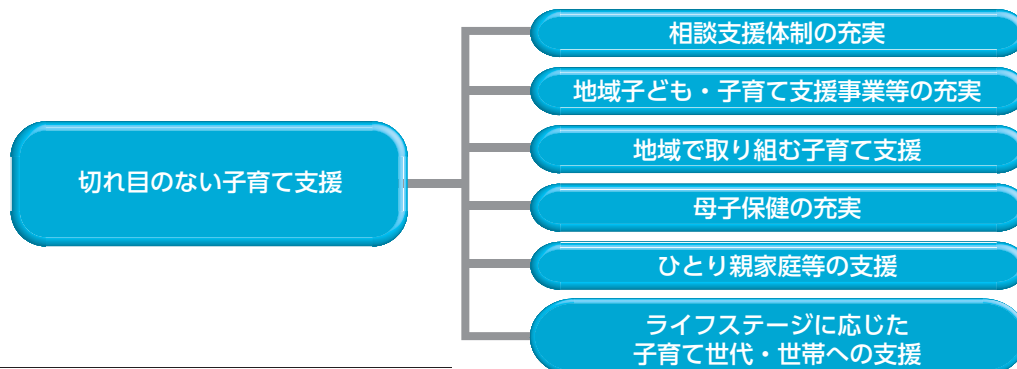 切れ目のない子育て支援
相談支援体制の充実
地域子ども・子育て支援事業等の充実
地域で取り組む子育て支援
母子保健の充実
ひとり親家庭等の支援
ライフステージに応じた
子育て世代・世帯への支援